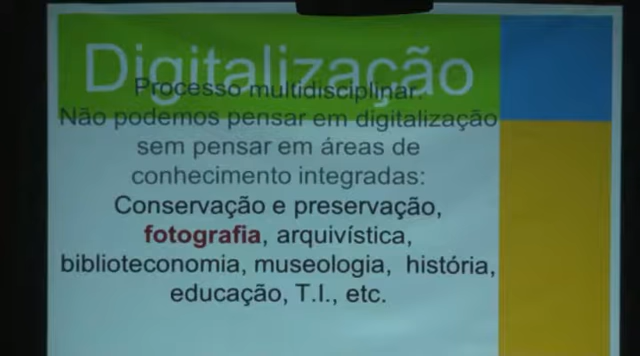 Digitalização
Processo multidisciplinar.
Não podemos pensar em digitalização
sem pensar em áreas de
conhecimento integradas:
Conservação e preservação,
fotografia, arquivística,
biblioteconomia, museologia, história,
educação, T.I., etc.